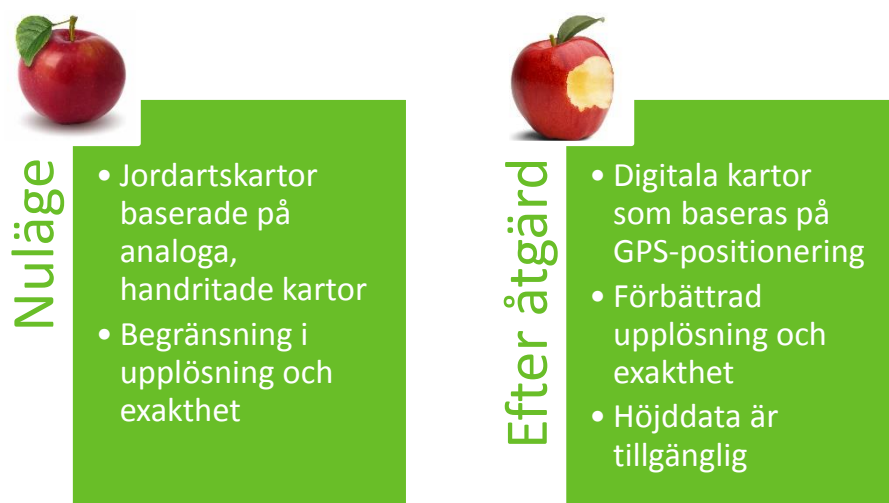 Nuläge
• Jordartskartor
baserade på
analoga,
handritade kartor
• Begränsning i
upplösning och
exakthet
Efter åtgärd
• Digitala kartor
som baseras på
GPS-positionering
• Förbättrad
upplösning och
exakthet
• Höjddata är
tillgänglig